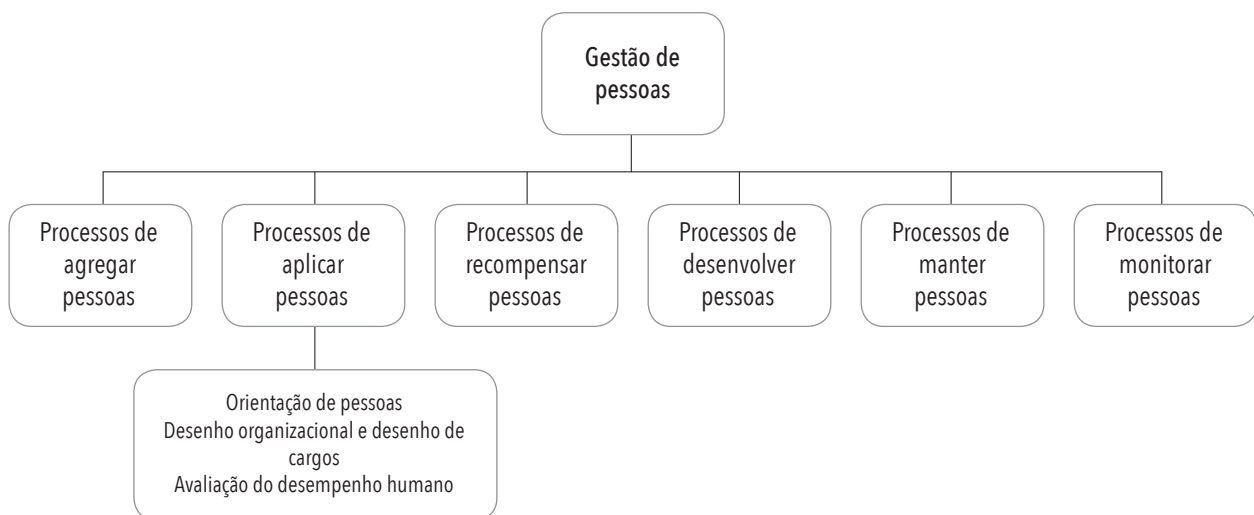 Gestão de
pessoas
Processos de
agregar
pessoas
Processos de
aplicar
pessoas
Processos de
recompensar
pessoas
Processos de
desenvolver
pessoas
Processos de
manter
pessoas
Processos de
monitorar
pessoas
Orientação de pessoas
Desenho organizacional e desenho de
cargos
Avaliação do desempenho humano